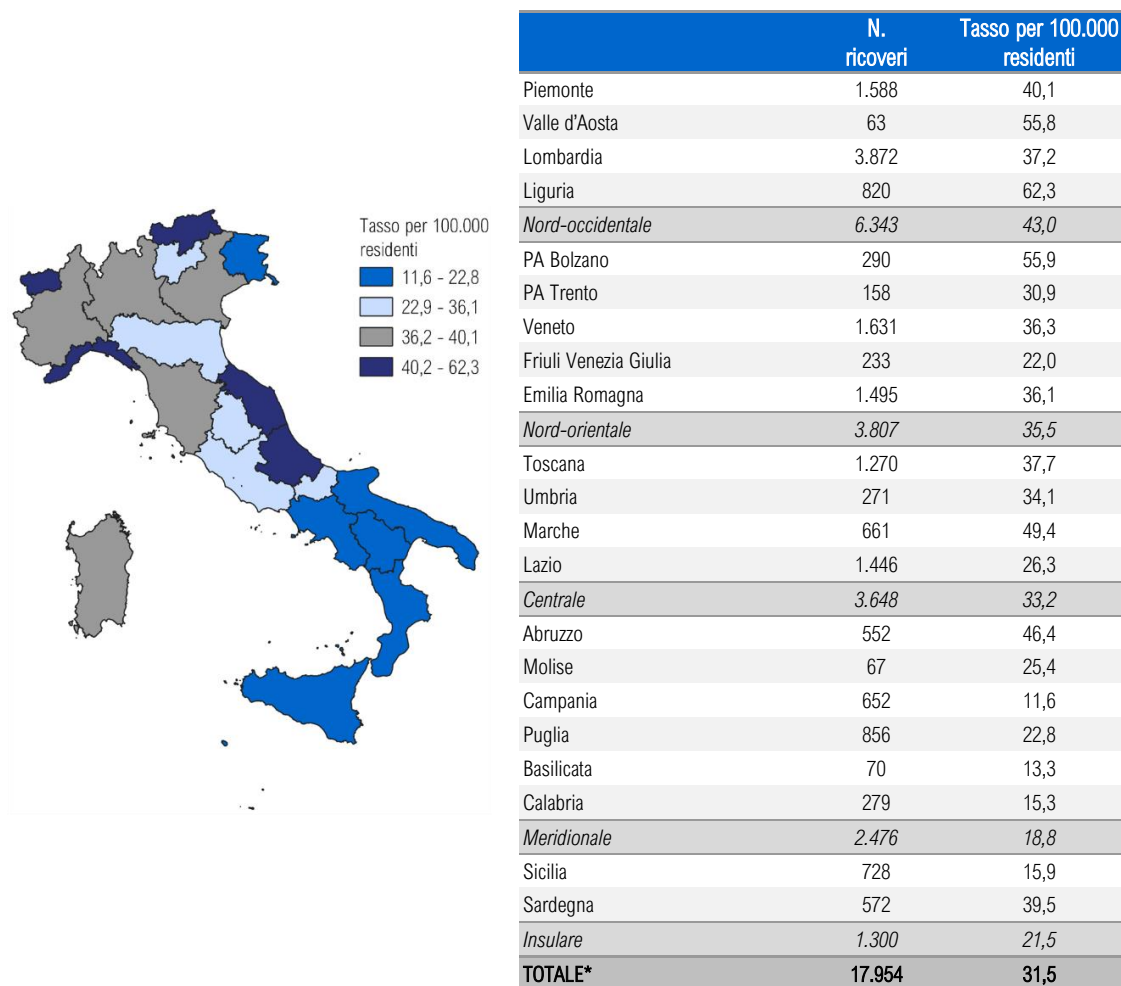 Tasso per 100.000
residenti
11,6 - 22,8
22,9 - 36,1
36,2 - 40,1
40,2 - 62,3
N. ricoveri Tasso per 100.000 residenti
Piemonte 1.588 40,1
Valle d'Aosta 63 55,8
Lombardia 3.872 37,2
Liguria 820 62,3
Nord-occidentale 6.343 43,0
PA Bolzano 290 55,9
PA Trento 158 30,9
Veneto 1.631 36,3
Friuli Venezia Giulia 233 22,0
Emilia Romagna 1.495 36,1
Nord-orientale 3.807 35,5
Toscana 1.270 37,7
Umbria 271 34,1
Marche 661 49,4
Lazio 1.446 26,3
Centrale 3.648 33,2
Abruzzo 552 46,4
Molise 67 25,4
Campania 652 11,6
Puglia 856 22,8
Basilicata 70 13,3
Calabria 279 15,3
Meridionale 2.476 18,8
Sicilia 728 15,9
Sardegna 572 39,5
Insulare 1.300 21,5
TOTALE* 17.954 31,5